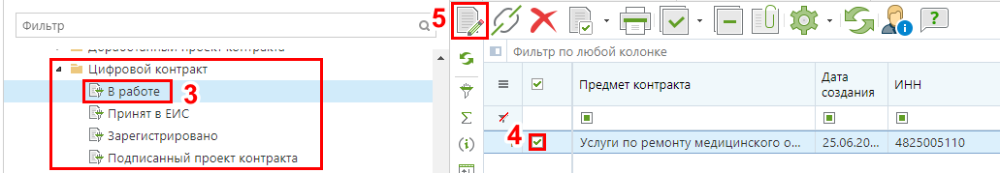 Фильтр
Доработанный проект контракта
Цифровой контракт
В работе
3
Принят в ЕИС
Зарегистрировано
Подписанный проект контракта
5
?
Фильтр по любой колонке
Предмет контракта
Дата
создания
ИНН
4
Услуги по ремонту медицинского о...
25.06.20...
4825005110